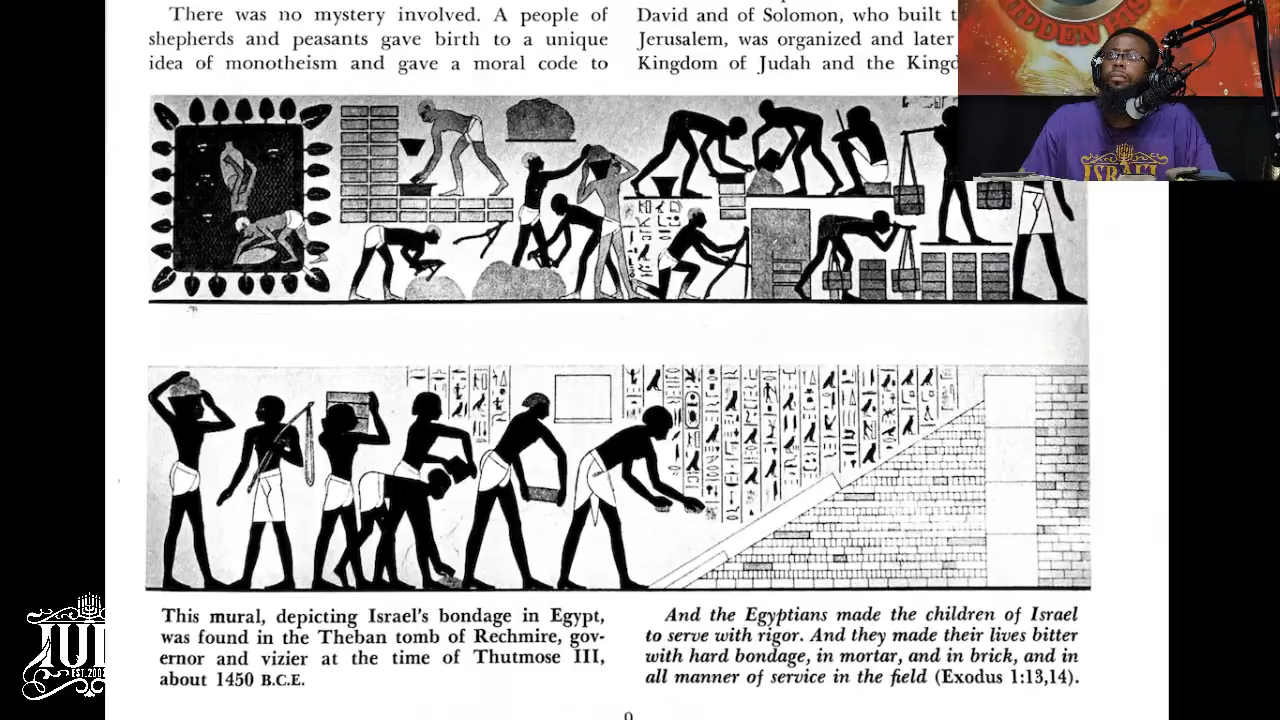 There was no mystery involved. A people of
shepherds and peasants gave birth to a unique
idea of monotheism and gave a moral code to
David and of Solomon, who built
Jerusalem, was organized and later
Kingdom of Judah and the
This mural, depicting Israel's bondage in Egypt,
was found in the Theban tomb of Rechmire, gov-
ernor and vizier at the time of Thutmose III,
about 1450 B.C.E.
And the Egyptians made the children of Israel
to serve with rigor. And they made their lives bitter
with hard bondage, in mortar, and in brick, and in
all manner of service in the field (Exodus 1:13,14).
ISRAEL
IUI